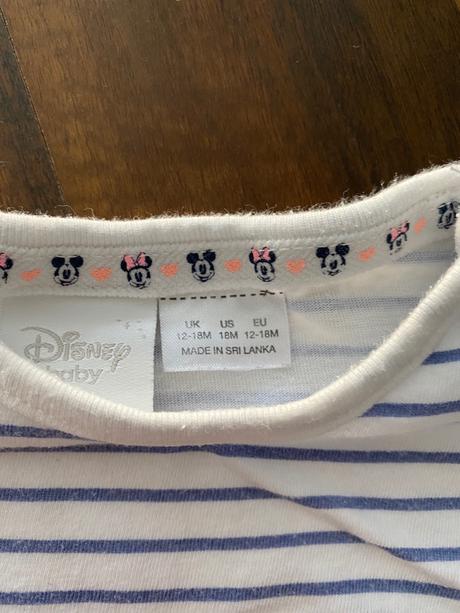 Disney
baby
UK US EU
12-18M 18M 12-18M
MADE IN SRI LANKA